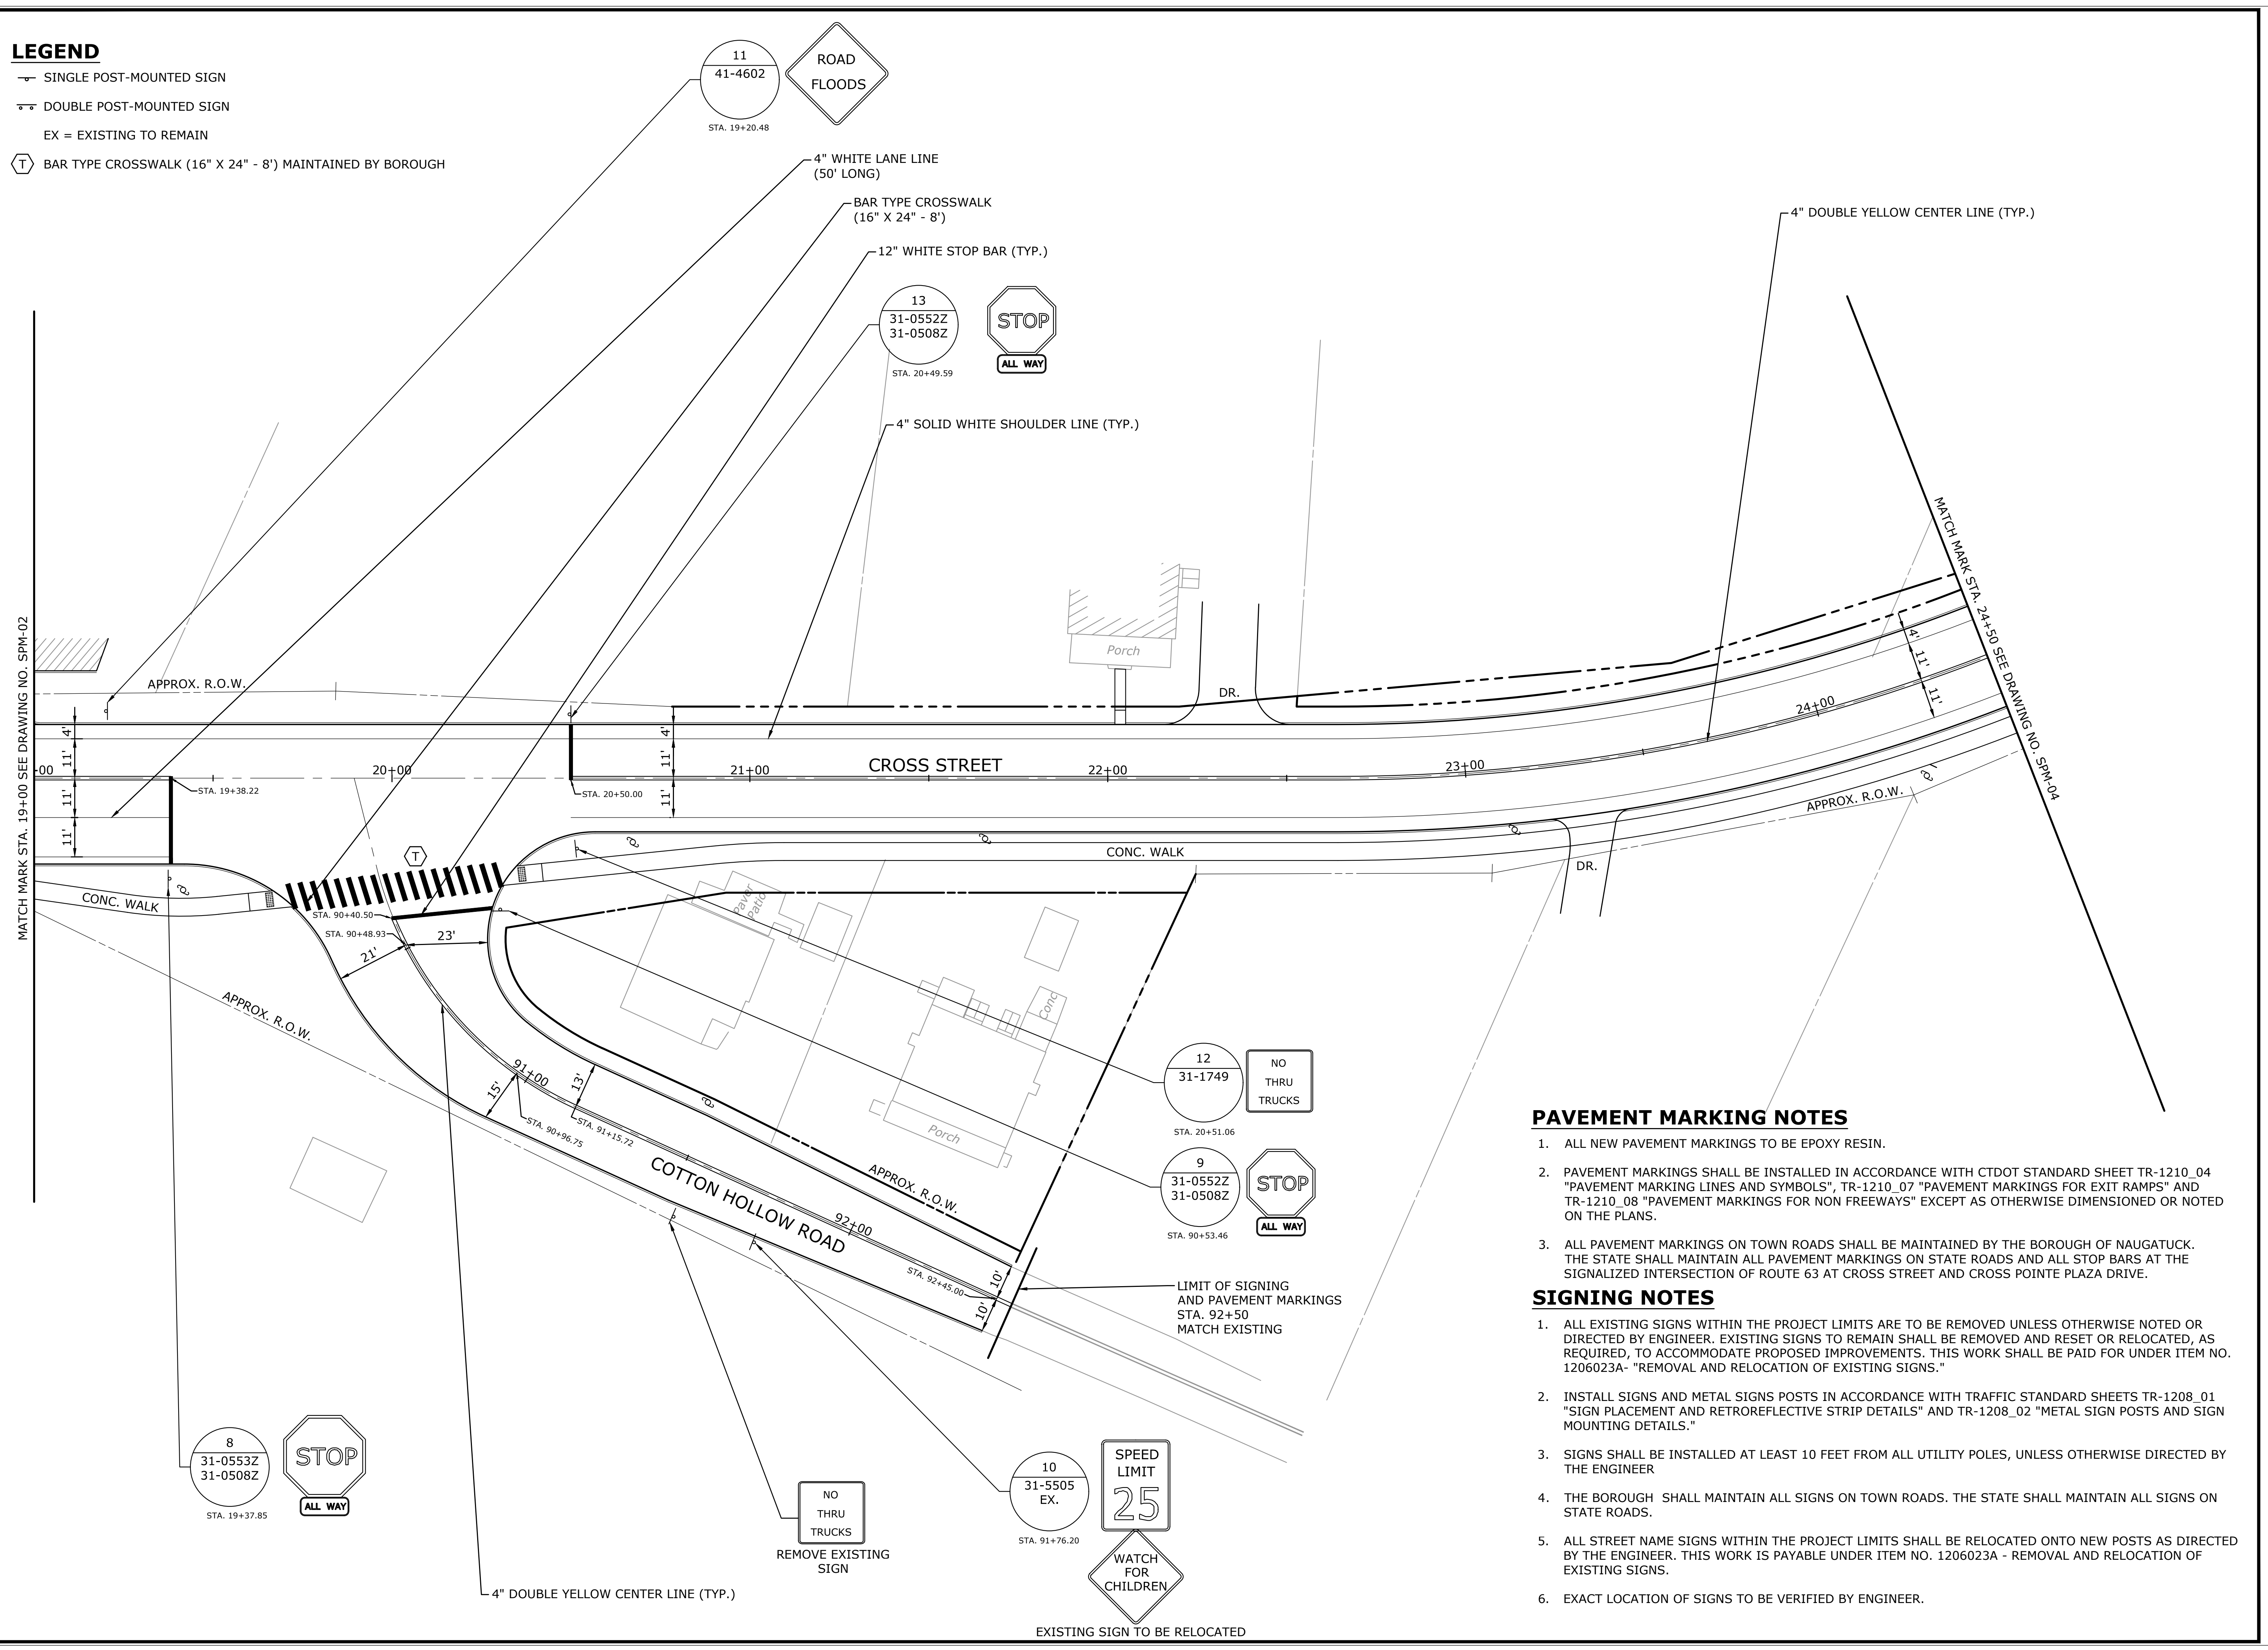 LEGEND
SINGLE POST-MOUNTED SIGN
DOUBLE POST-MOUNTED SIGN
EX = EXISTING TO REMAIN
T BAR TYPE CROSSWALK (16" X 24" - 8') MAINTAINED BY BOROUGH
11
41-4602
STA. 19+20.48
ROAD
FLOODS
4" WHITE LANE LINE
(50' LONG)
BAR TYPE CROSSWALK
(16" X 24" - 8')
12" WHITE STOP BAR (TYP.)
13
31-0552Z
31-0508Z
STA. 20+49.59
STOP
ALL WAY
4" SOLID WHITE SHOULDER LINE (TYP.)
4" DOUBLE YELLOW CENTER LINE (TYP.)
MATCH MARK STA. 19+00 SEE DRAWING NO. SPM-02
MATCH MARK STA. 24+50 SEE DRAWING NO. SPM-04
APPROX. R.O.W.
Porch
DR.
4'
11'
11'
11'
-00
STA. 19+38.22
20+00
STA. 20+50.00
4'
11'
11'
21+00
CROSS STREET
22+00
23+00
24+00
4'
11'
11'
APPROX. R.O.W.
CONC. WALK
DR.
T
CONC. WALK
STA. 90+40.50
STA. 90+48.93
23'
21'
Paver
Patio
Conc
Porch
APPROX. R.O.W.
91+00
15'
13'
STA. 90+96.75
STA. 91+15.72
COTTON HOLLOW ROAD
APPROX. R.O.W.
92+00
STA. 92+45.00
10'
10'
12
31-1749
STA. 20+51.06
NO
THRU
TRUCKS
9
31-0552Z
31-0508Z
STA. 90+53.46
STOP
ALL WAY
LIMIT OF SIGNING
AND PAVEMENT MARKINGS
STA. 92+50
MATCH EXISTING
8
31-0553Z
31-0508Z
STA. 19+37.85
STOP
ALL WAY
4" DOUBLE YELLOW CENTER LINE (TYP.)
NO
THRU
TRUCKS
REMOVE EXISTING
SIGN
10
31-5505
EX.
STA. 91+76.20
SPEED
LIMIT
25
WATCH
FOR
CHILDREN
EXISTING SIGN TO BE RELOCATED
PAVEMENT MARKING NOTES
1. ALL NEW PAVEMENT MARKINGS TO BE EPOXY RESIN.
2. PAVEMENT MARKINGS SHALL BE INSTALLED IN ACCORDANCE WITH CTDOT STANDARD SHEET TR-1210_04
"PAVEMENT MARKING LINES AND SYMBOLS", TR-1210_07 "PAVEMENT MARKINGS FOR EXIT RAMPS" AND
TR-1210_08 "PAVEMENT MARKINGS FOR NON FREEWAYS" EXCEPT AS OTHERWISE DIMENSIONED OR NOTED
ON THE PLANS.
3. ALL PAVEMENT MARKINGS ON TOWN ROADS SHALL BE MAINTAINED BY THE BOROUGH OF NAUGATUCK.
THE STATE SHALL MAINTAIN ALL PAVEMENT MARKINGS ON STATE ROADS AND ALL STOP BARS AT THE
SIGNALIZED INTERSECTION OF ROUTE 63 AT CROSS STREET AND CROSS POINTE PLAZA DRIVE.
SIGNING NOTES
1. ALL EXISTING SIGNS WITHIN THE PROJECT LIMITS ARE TO BE REMOVED UNLESS OTHERWISE NOTED OR
DIRECTED BY ENGINEER. EXISTING SIGNS TO REMAIN SHALL BE REMOVED AND RESET OR RELOCATED, AS
REQUIRED, TO ACCOMMODATE PROPOSED IMPROVEMENTS. THIS WORK SHALL BE PAID FOR UNDER ITEM NO.
1206023A- "REMOVAL AND RELOCATION OF EXISTING SIGNS."
2. INSTALL SIGNS AND METAL SIGNS POSTS IN ACCORDANCE WITH TRAFFIC STANDARD SHEETS TR-1208_01
"SIGN PLACEMENT AND RETROREFLECTIVE STRIP DETAILS" AND TR-1208_02 "METAL SIGN POSTS AND SIGN
MOUNTING DETAILS."
3. SIGNS SHALL BE INSTALLED AT LEAST 10 FEET FROM ALL UTILITY POLES, UNLESS OTHERWISE DIRECTED BY
THE ENGINEER
4. THE BOROUGH SHALL MAINTAIN ALL SIGNS ON TOWN ROADS. THE STATE SHALL MAINTAIN ALL SIGNS ON
STATE ROADS.
5. ALL STREET NAME SIGNS WITHIN THE PROJECT LIMITS SHALL BE RELOCATED ONTO NEW POSTS AS DIRECTED
BY THE ENGINEER. THIS WORK IS PAYABLE UNDER ITEM NO. 1206023A - REMOVAL AND RELOCATION OF
EXISTING SIGNS.
6. EXACT LOCATION OF SIGNS TO BE VERIFIED BY ENGINEER.